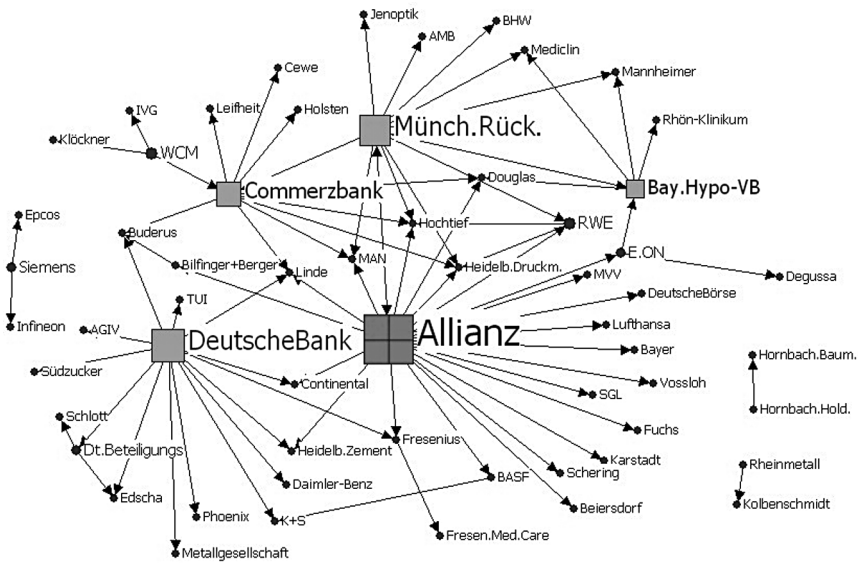 Jenoptik
BHW
AMB
Mediclin
Cewe
Mannheimer
IVG
Leifheit
Holsten
Münch.Rück.
Rhön-Klinikum
Klöckner
WCM
Commerzbank
Douglas
Bay.Hypo-VB
Epcos
Buderus
Hochtief
RWE
Siemens
Bilfinger+Berger
Linde
MAN
Heidelb.Druckm.
E.ON
MVV
Degussa
TUI
DeutscheBörse
Infineon
AGIV
DeutscheBank
Allianz
Lufthansa
Bayer
Hornbach.Baum.
Südzucker
Continental
Vossloh
SGL
Schlott
Hornbach.Hold.
Fuchs
Dt.Beteiligungs
Heidelb.Zement
Fresenius
Karstadt
Rheinmetall
Schering
Edscha
Daimler-Benz
BASF
Kolbenschmidt
Beiersdorf
Phoenix
K+S
Fresen.Med.Care
Metallgesellschaft